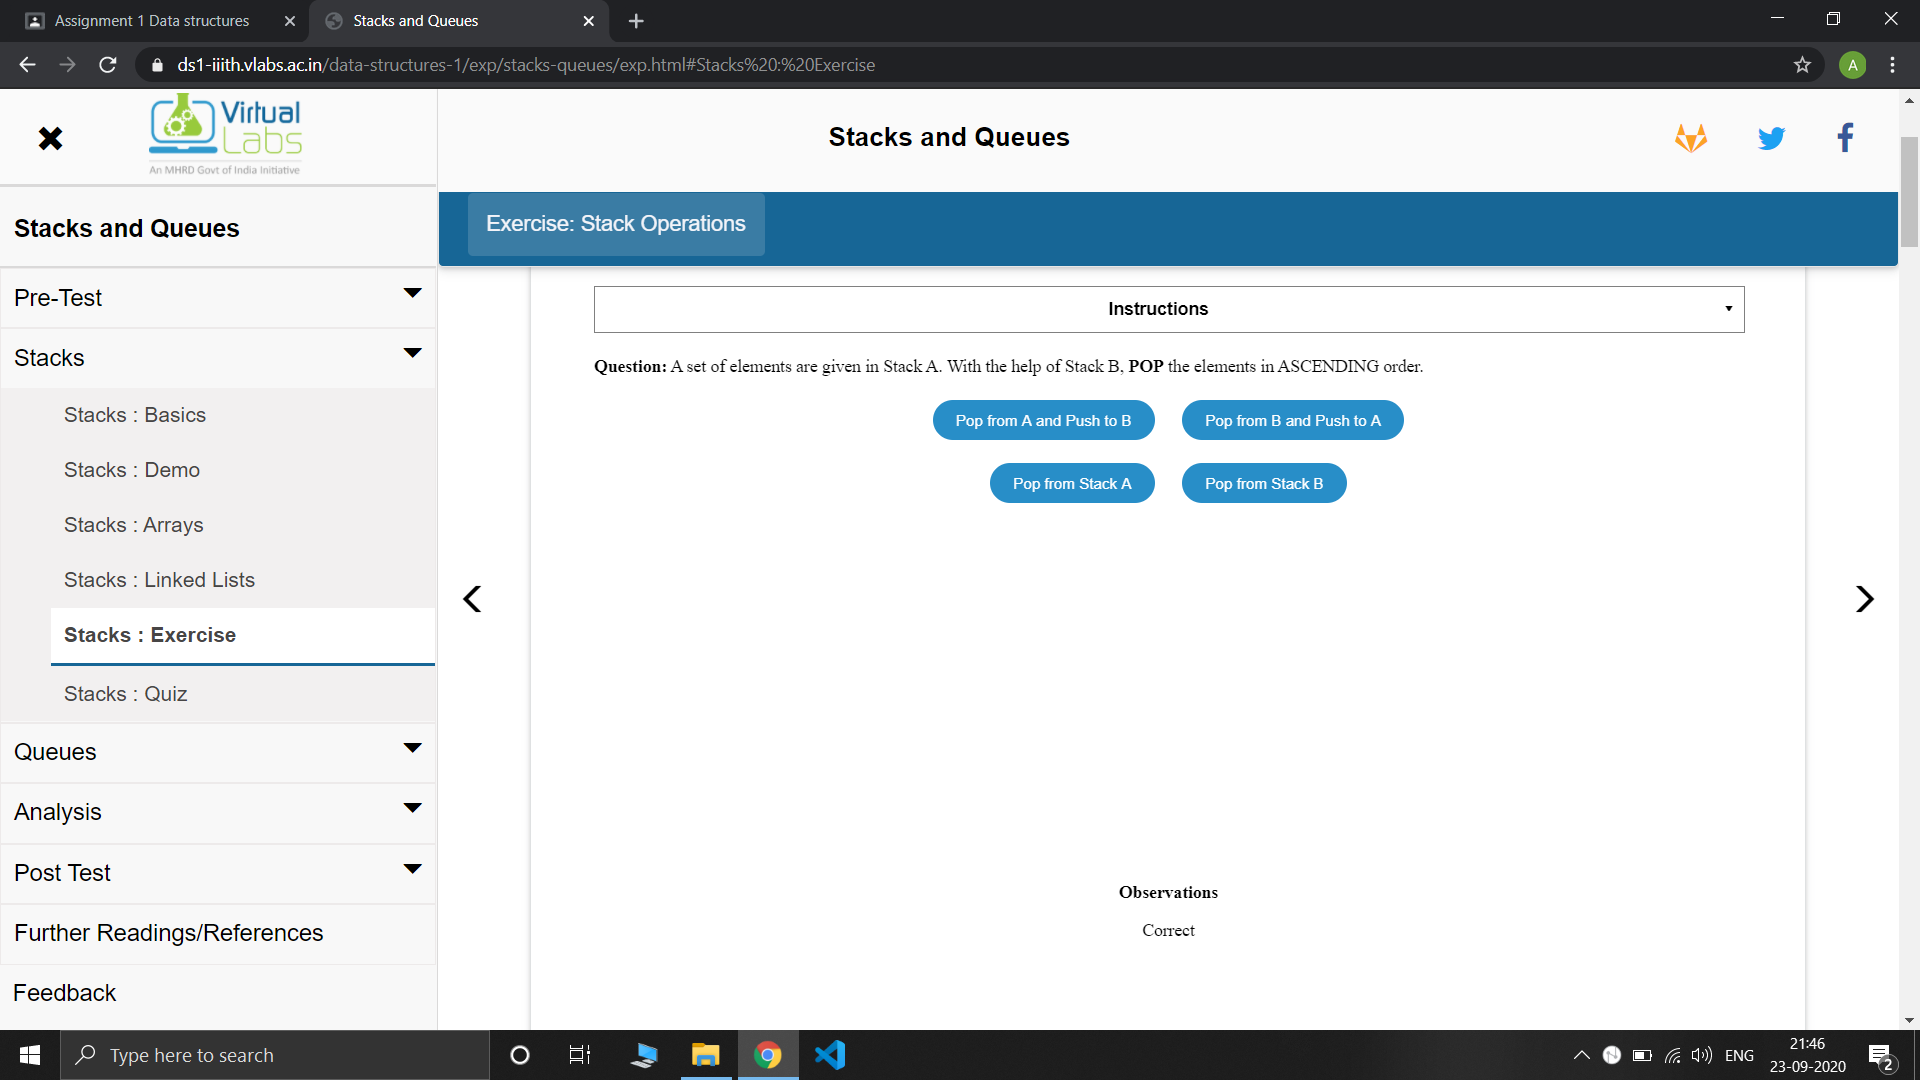 Assignment 1 Data structures
Stacks and Queues
ds1-iiith.vlabs.ac.in/data-structures-1/exp/stacks-queues/exp.html#Stacks%20:%20Exercise
A
Virtual
Labs
An MHRD Govt of India Initiative
Stacks and Queues
Stacks and Queues
Exercise: Stack Operations
Pre-Test
Stacks
Stacks : Basics
Stacks : Demo
Stacks : Arrays
Stacks : Linked Lists
Stacks : Exercise
Stacks : Quiz
Queues
Analysis
Post Test
Further Readings/References
Feedback
Instructions
Question: A set of elements are given in Stack A. With the help of Stack B, POP the elements in ASCENDING order.
Pop from A and Push to B
Pop from B and Push to A
Pop from Stack A
Pop from Stack B
Observations
Correct
Type here to search
ENG
21:46
23-09-2020
2